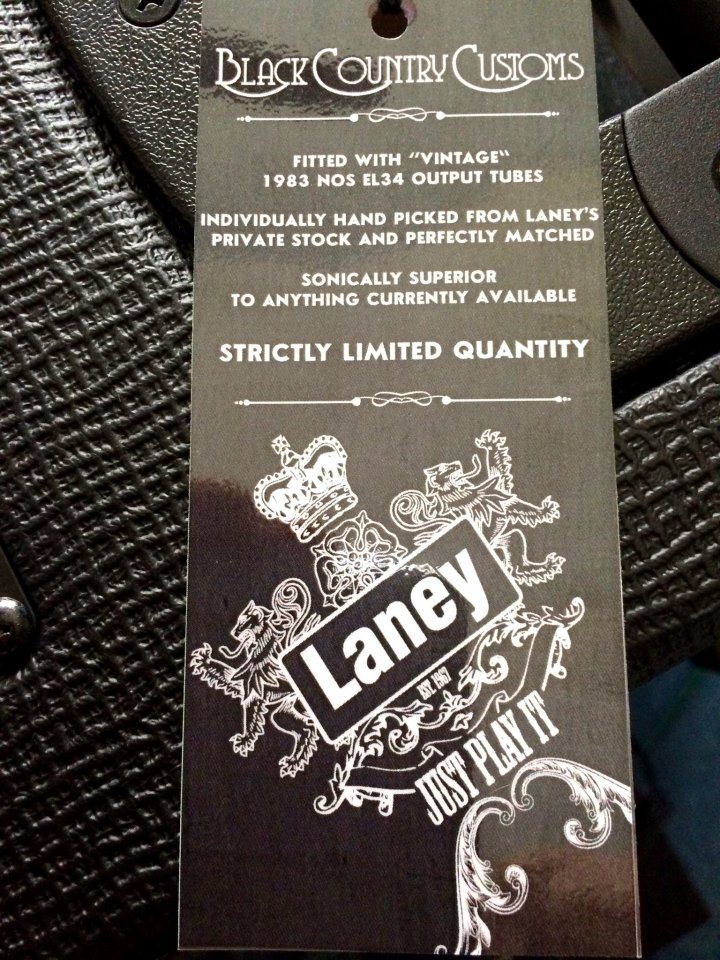 BLACK COUNTRY CUSTOMS
FITTED WITH "VINTAGE"
1983 NOS EL34 OUTPUT TUBES
INDIVIDUALLY HAND PICKED FROM LANEY'S
PRIVATE STOCK AND PERFECTLY MATCHED
SONICALLY SUPERIOR
TO ANYTHING CURRENTLY AVAILABLE
STRICTLY LIMITED QUANTITY
Laney
EST. 1967
JUST PLAY IT